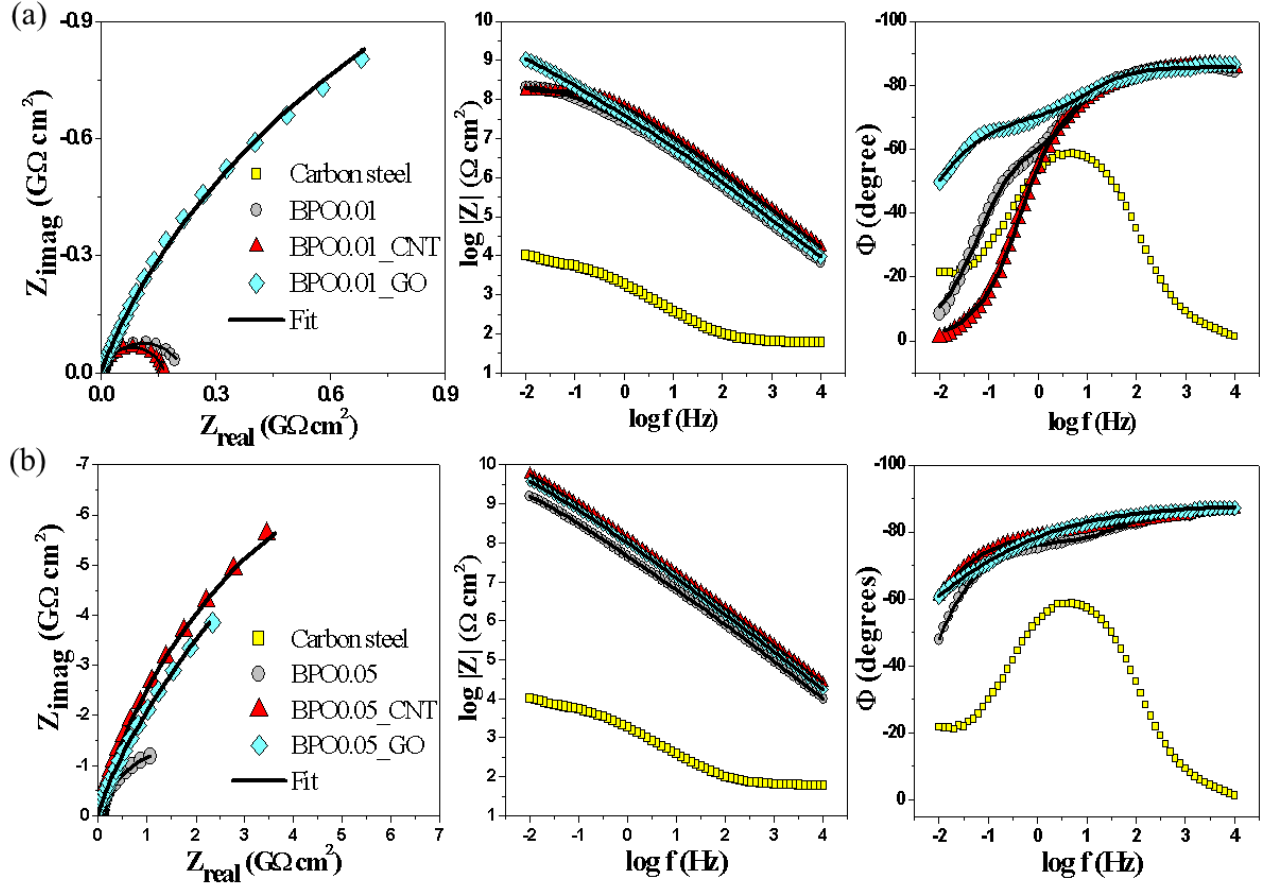 (a)
-0.9
-0.6
-0.3
0.0
Z_imag (GΩ cm²)
Carbon steel
BPO0.01
BPO0.01_CNT
BPO0.01_GO
Fit
0.0 0.3 0.6 0.9
Z_real (GΩ cm²)
10
9
8
7
6
5
4
3
2
1
log |Z| (Ω cm²)
-2 -1 0 1 2 3 4
log f (Hz)
-100
-80
-60
-40
-20
0
Φ (degree)
-2 -1 0 1 2 3 4
log f (Hz)
(b)
-7
-6
-5
-4
-3
-2
-1
0
Z_imag (GΩ cm²)
Carbon steel
BPO0.05
BPO0.05_CNT
BPO0.05_GO
Fit
0 1 2 3 4 5 6 7
Z_real (GΩ cm²)
10
9
8
7
6
5
4
3
2
1
log |Z| (Ω cm²)
-2 -1 0 1 2 3 4
log f (Hz)
-100
-80
-60
-40
-20
0
Φ (degrees)
-2 -1 0 1 2 3 4
log f (Hz)